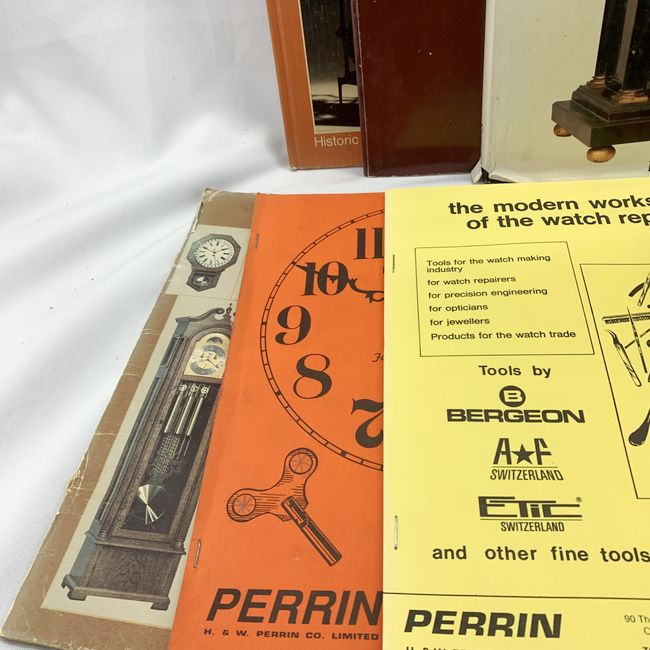 Historic
the modern works
of the watch rep
Tools for the watch making
industry
for watch repairers
for precision engineering
for opticians
for jewellers
Products for the watch trade
Tools by
B
BERGEON
A★F
SWITZERLAND
ETIC®
SWITZERLAND
and other fine tools
PERRIN
90 Th
C
11
10
9
8
7
PERRIN
H. & W. PERRIN CO. LIMITED